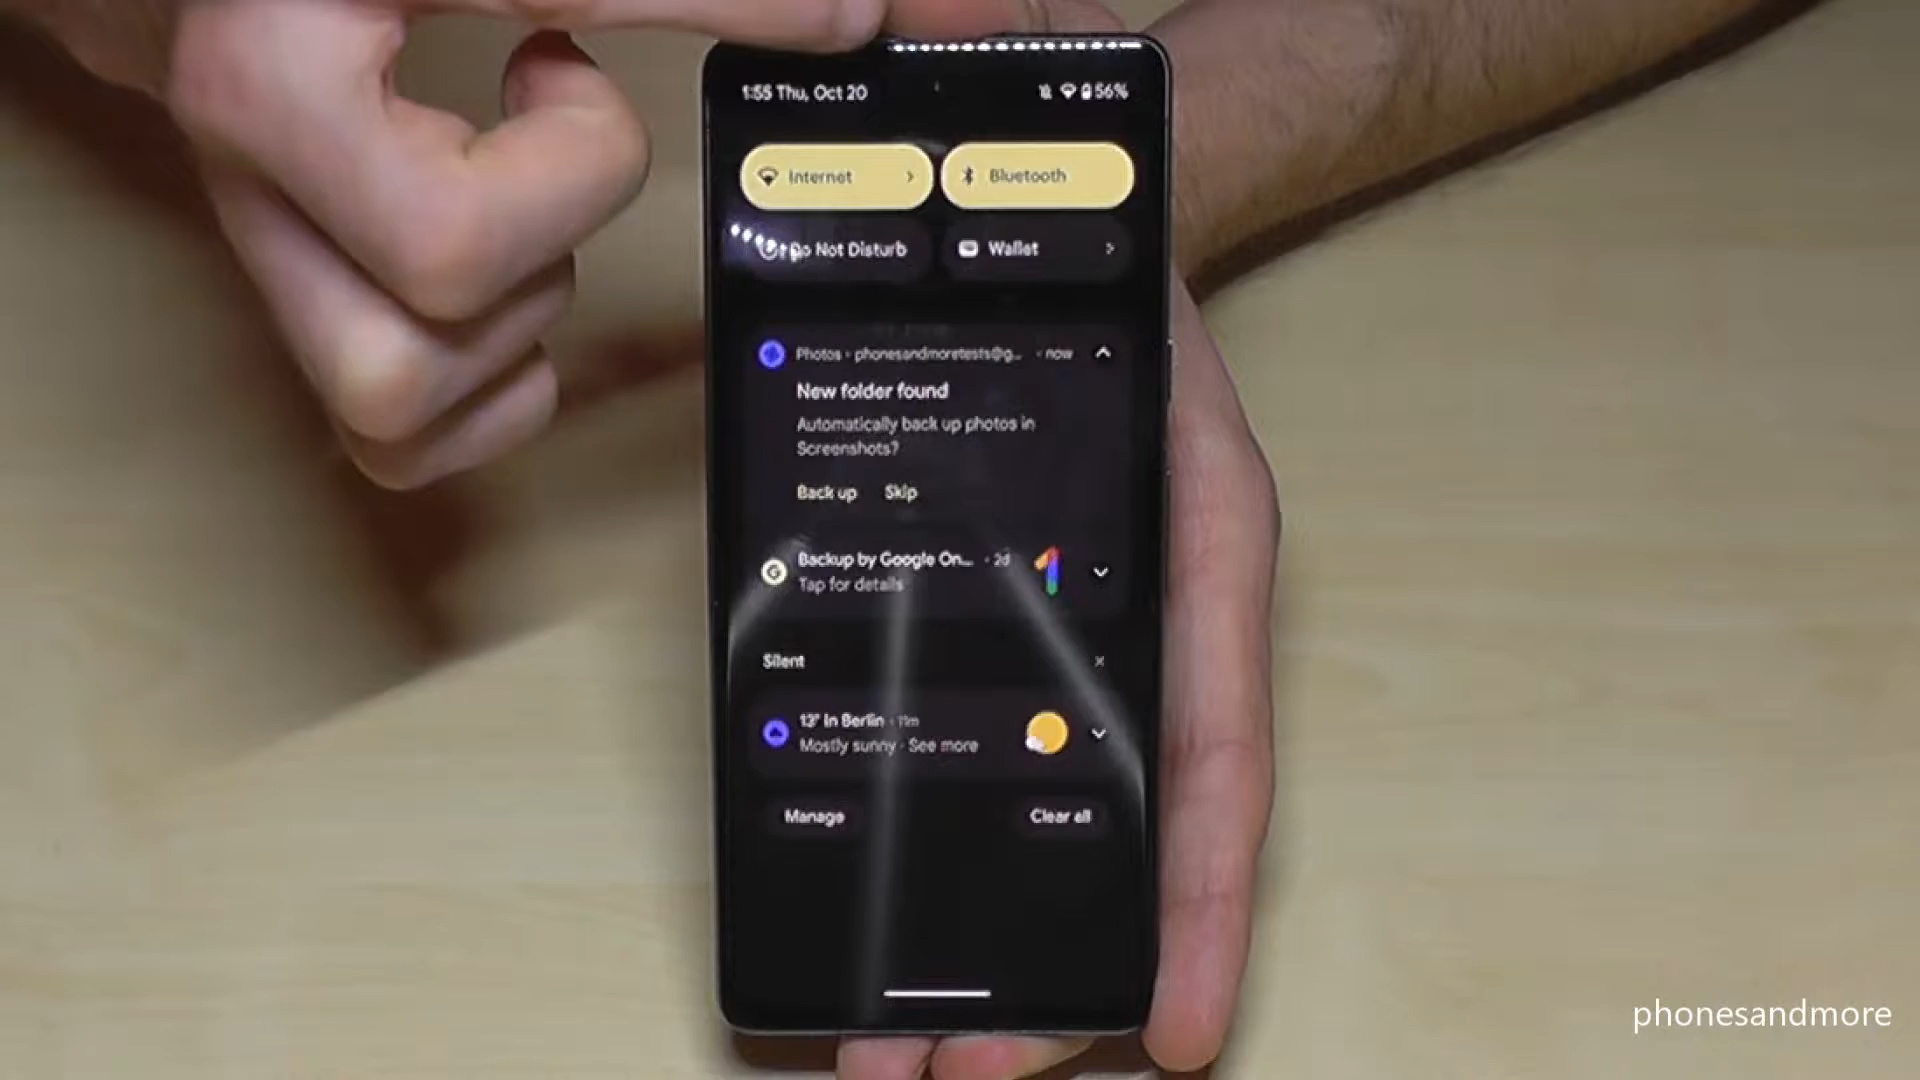 1:55 Thu, Oct 20
56%
Internet
Bluetooth
Do Not Disturb
Wallet
Photos • phonesandmoretests@g... • now
New folder found
Automatically back up photos in
Screenshots?
Back up Skip
Backup by Google On... • 2d
Tap for details
Silent
13° in Berlin • 11m
Mostly sunny · See more
Manage
Clear all
phonesandmore